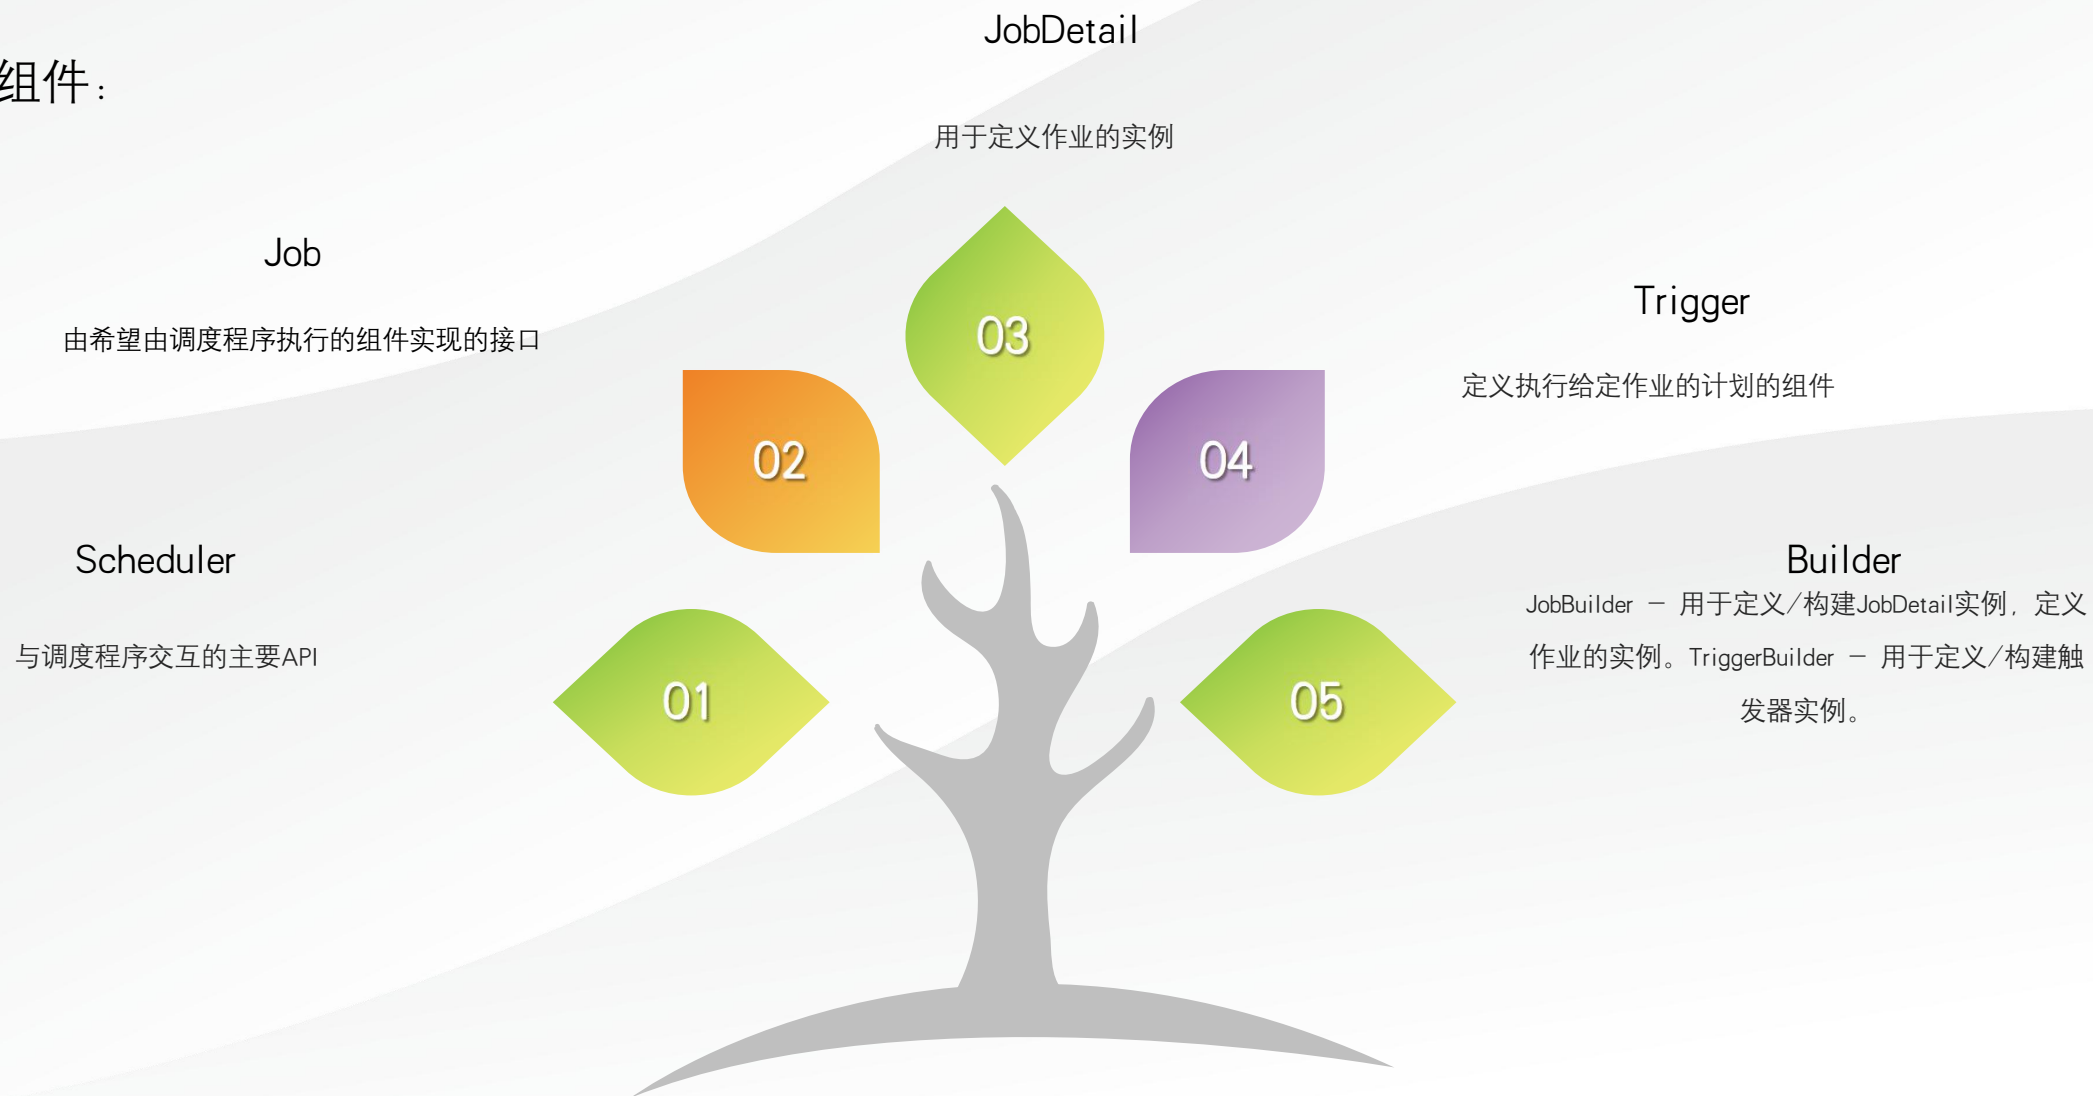 组件：
JobDetail
用于定义作业的实例
Job
由希望由调度程序执行的组件实现的接口
03
Trigger
定义执行给定作业的计划的组件
02
04
Scheduler
与调度程序交互的主要API
01
05
Builder
JobBuilder － 用于定义/构建JobDetail实例，定义
作业的实例。TriggerBuilder － 用于定义/构建触
发器实例。